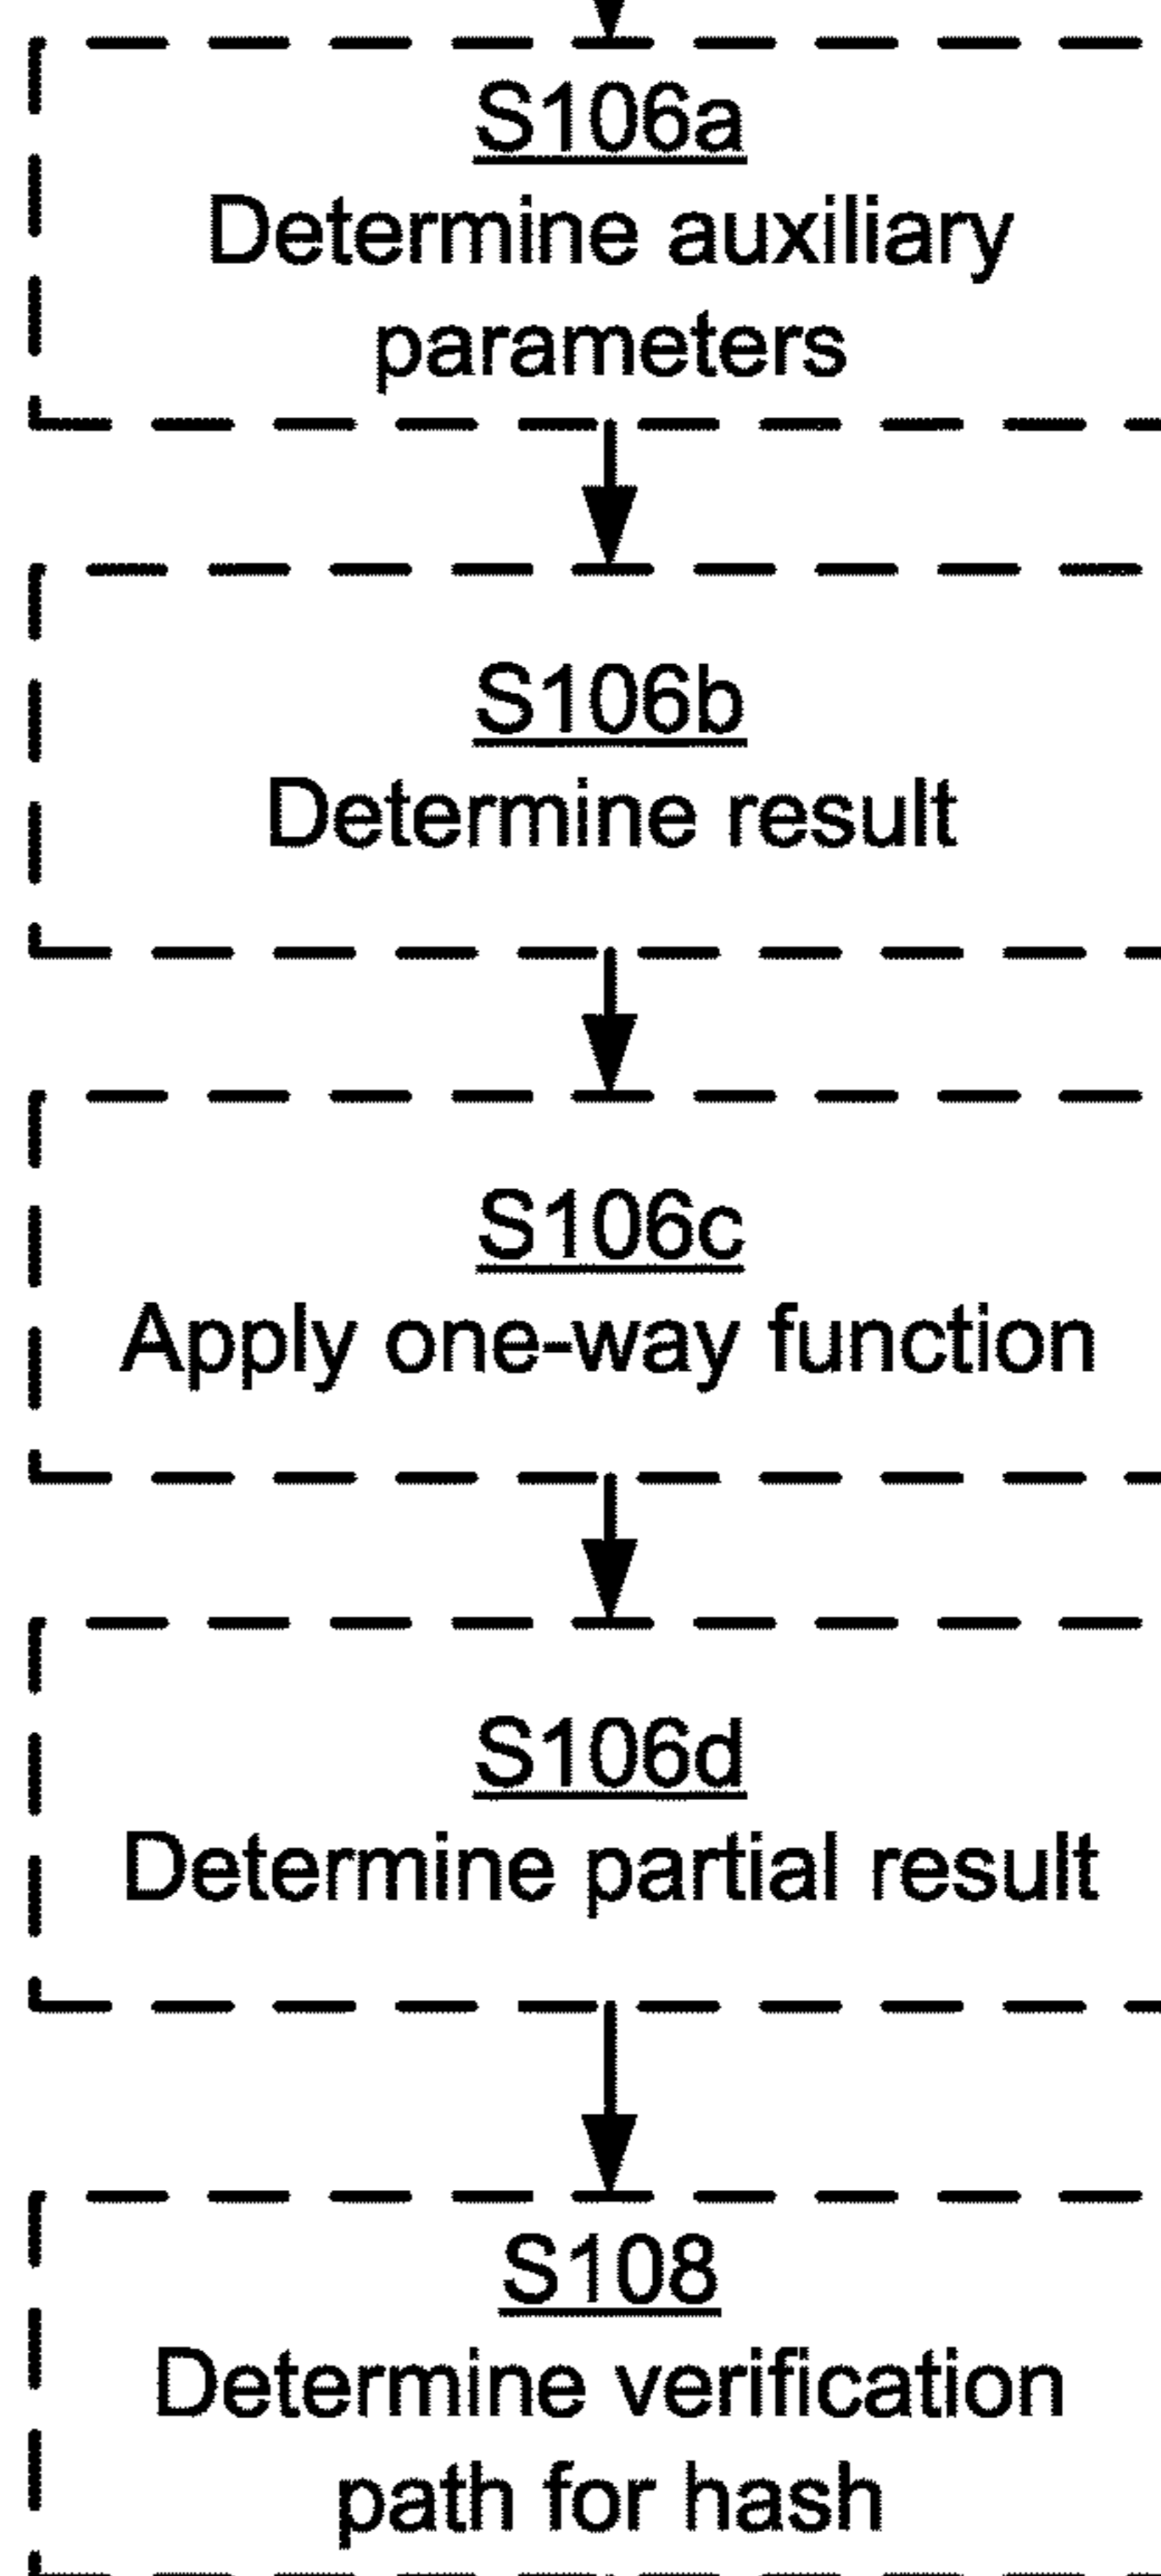 S106a
Determine auxiliary
parameters
S106b
Determine result
S106c
Apply one-way function
S106d
Determine partial result
S108
Determine verification
path for hash